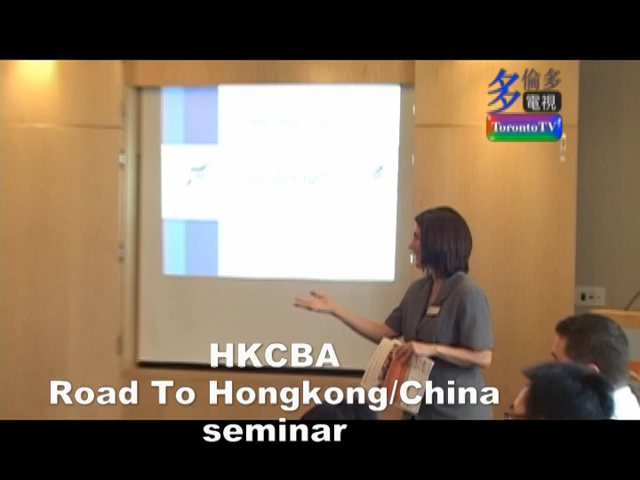 多倫多
電視
TorontoTV
HKCBA
Road To Hongkong/China
seminar